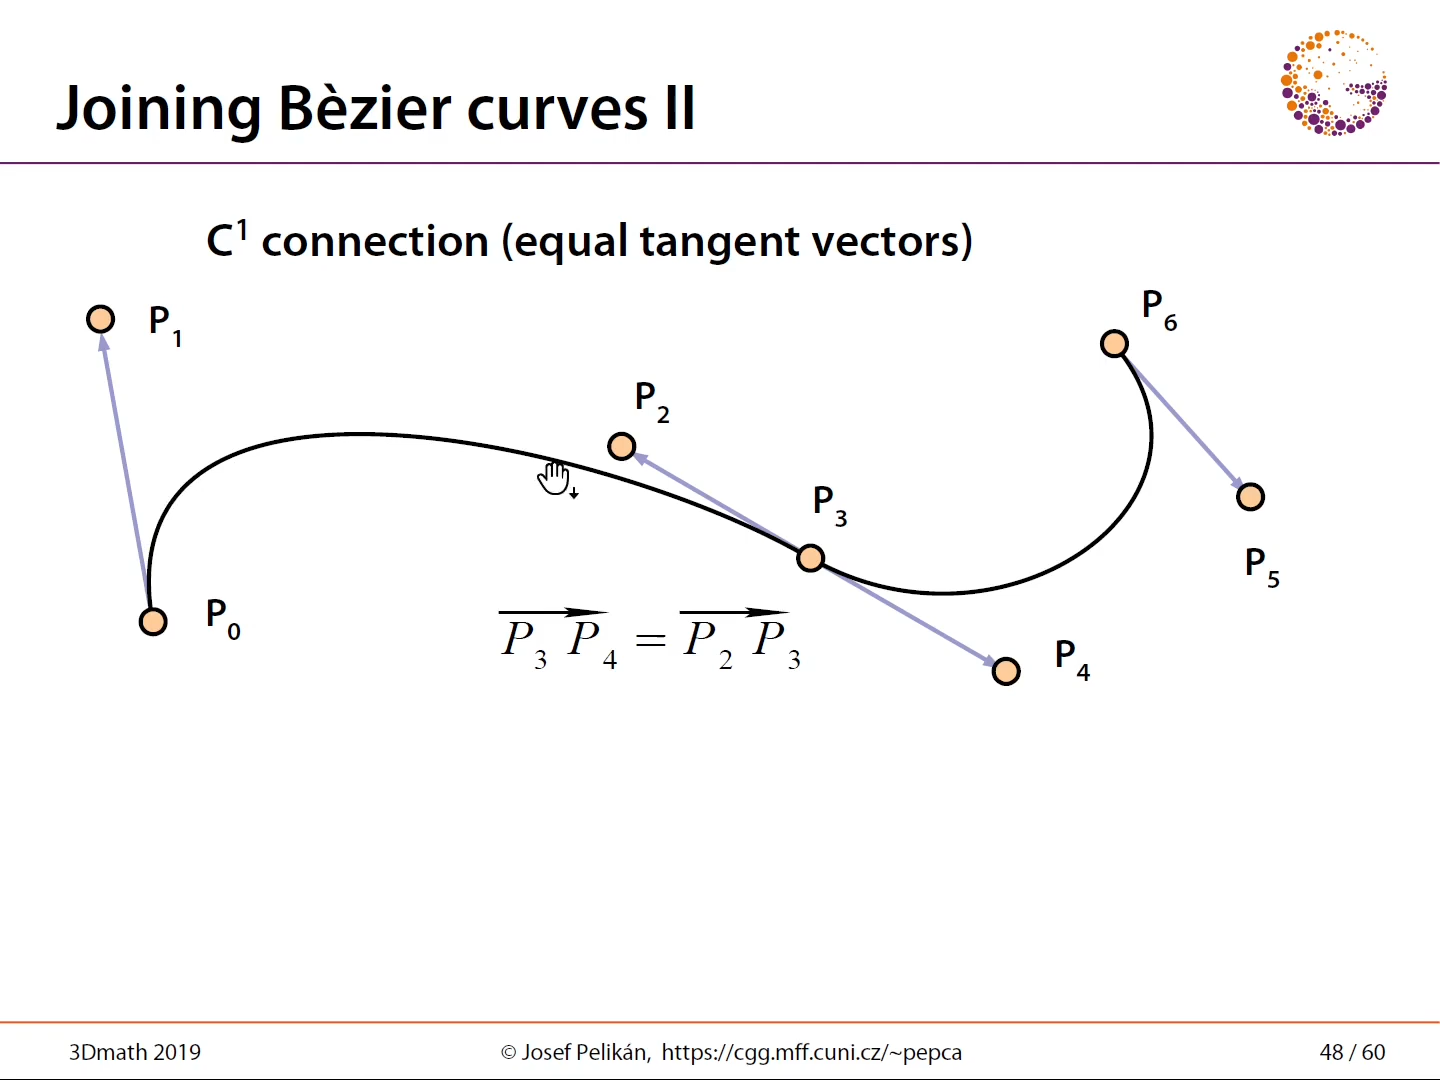 Joining Bèzier curves II
C1 connection (equal tangent vectors)
P1
P6
P2
P3
P5
P0
P3 P4 = P2 P3
P4
3Dmath 2019
© Josef Pelikán, https://cgg.mff.cuni.cz/~pepca
48 / 60